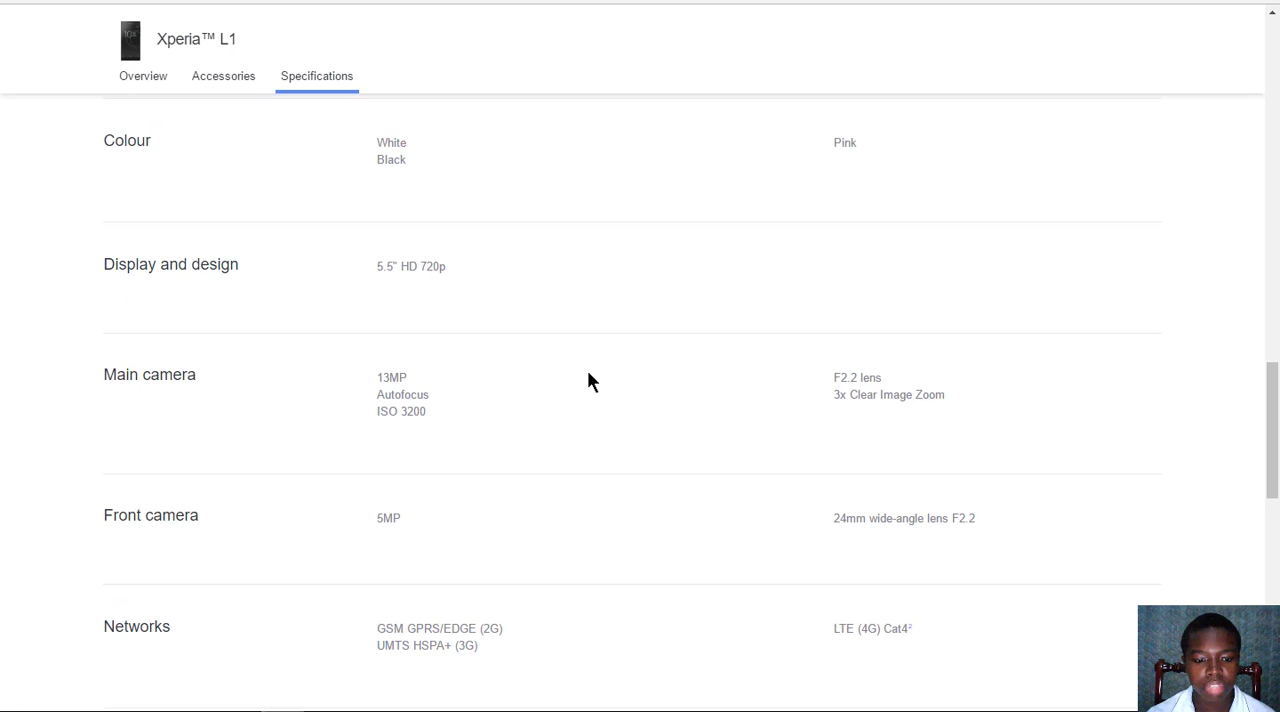 Xperia™ L1
Overview Accessories Specifications
Colour White Pink
Black
Display and design 5.5" HD 720p
Main camera 13MP F2.2 lens
Autofocus 3x Clear Image Zoom
ISO 3200
Front camera 5MP 24mm wide-angle lens F2.2
Networks GSM GPRS/EDGE (2G) LTE (4G) Cat4²
UMTS HSPA+ (3G)